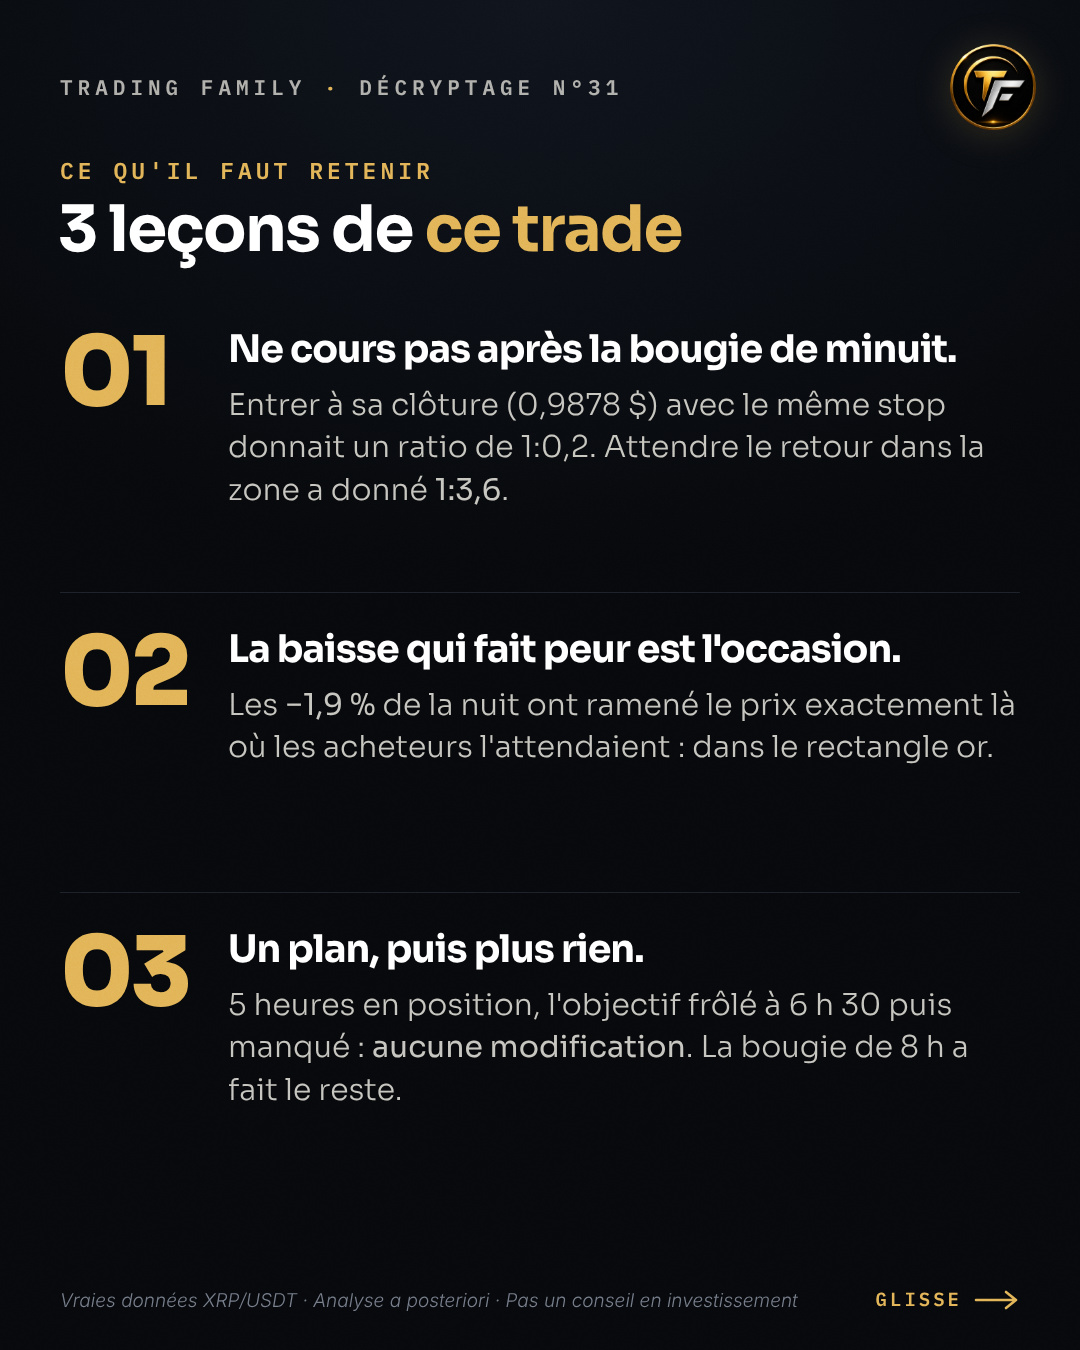 TRADING FAMILY · DÉCRYPTAGE N°31
TF
CE QU'IL FAUT RETENIR
3 leçons de ce trade
01
Ne cours pas après la bougie de minuit.
Entrer à sa clôture (0,9878 $) avec le même stop
donnait un ratio de 1:0,2. Attendre le retour dans la
zone a donné 1:3,6.
02
La baisse qui fait peur est l'occasion.
Les −1,9 % de la nuit ont ramené le prix exactement là
où les acheteurs l'attendaient : dans le rectangle or.
03
Un plan, puis plus rien.
5 heures en position, l'objectif frôlé à 6 h 30 puis
manqué : aucune modification. La bougie de 8 h a
fait le reste.
Vraies données XRP/USDT · Analyse a posteriori · Pas un conseil en investissement
GLISSE →